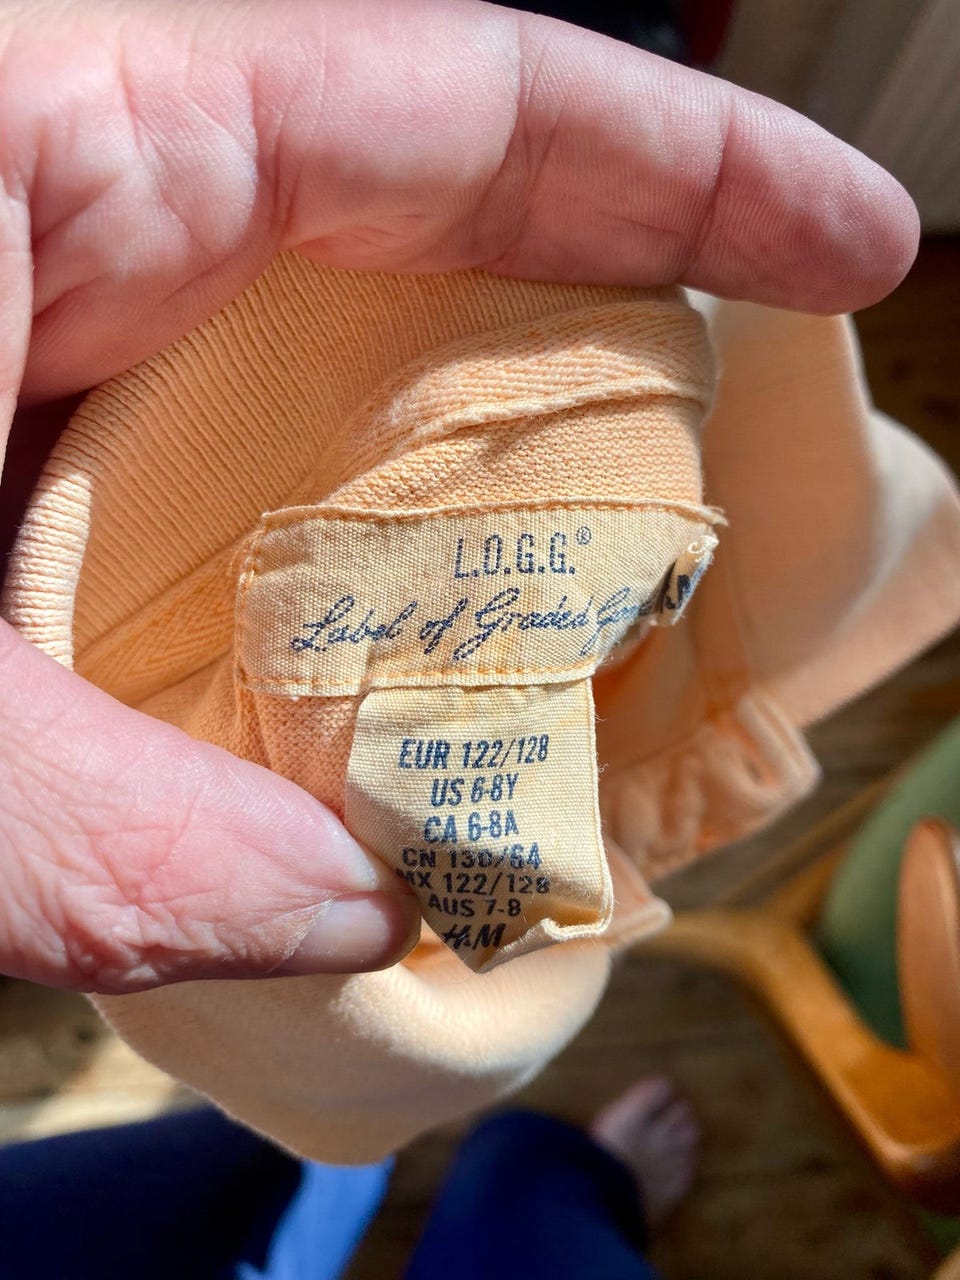 L.O.G.G.®
Label of Graded
EUR 122/128
US 6-8Y
CA 6-8A
CN 130/64
MX 122/128
AUS 7-8
H&M